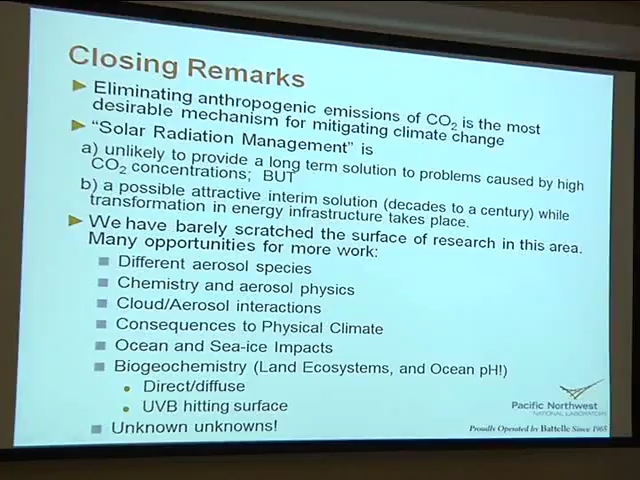 Closing Remarks
Eliminating anthropogenic emissions of CO2 is the most
desirable mechanism for mitigating climate change
"Solar Radiation Management" is
a) unlikely to provide a long term solution to problems caused by high
CO2 concentrations; BUT
b) a possible attractive interim solution (decades to a century) while
transformation in energy infrastructure takes place.
We have barely scratched the surface of research in this area.
Many opportunities for more work:
Different aerosol species
Chemistry and aerosol physics
Cloud/Aerosol interactions
Consequences to Physical Climate
Ocean and Sea-ice Impacts
Biogeochemistry (Land Ecosystems, and Ocean pH!)
Direct/diffuse
UVB hitting surface
Unknown unknowns!
Pacific Northwest
NATIONAL LABORATORY
Proudly Operated by Battelle Since 1965